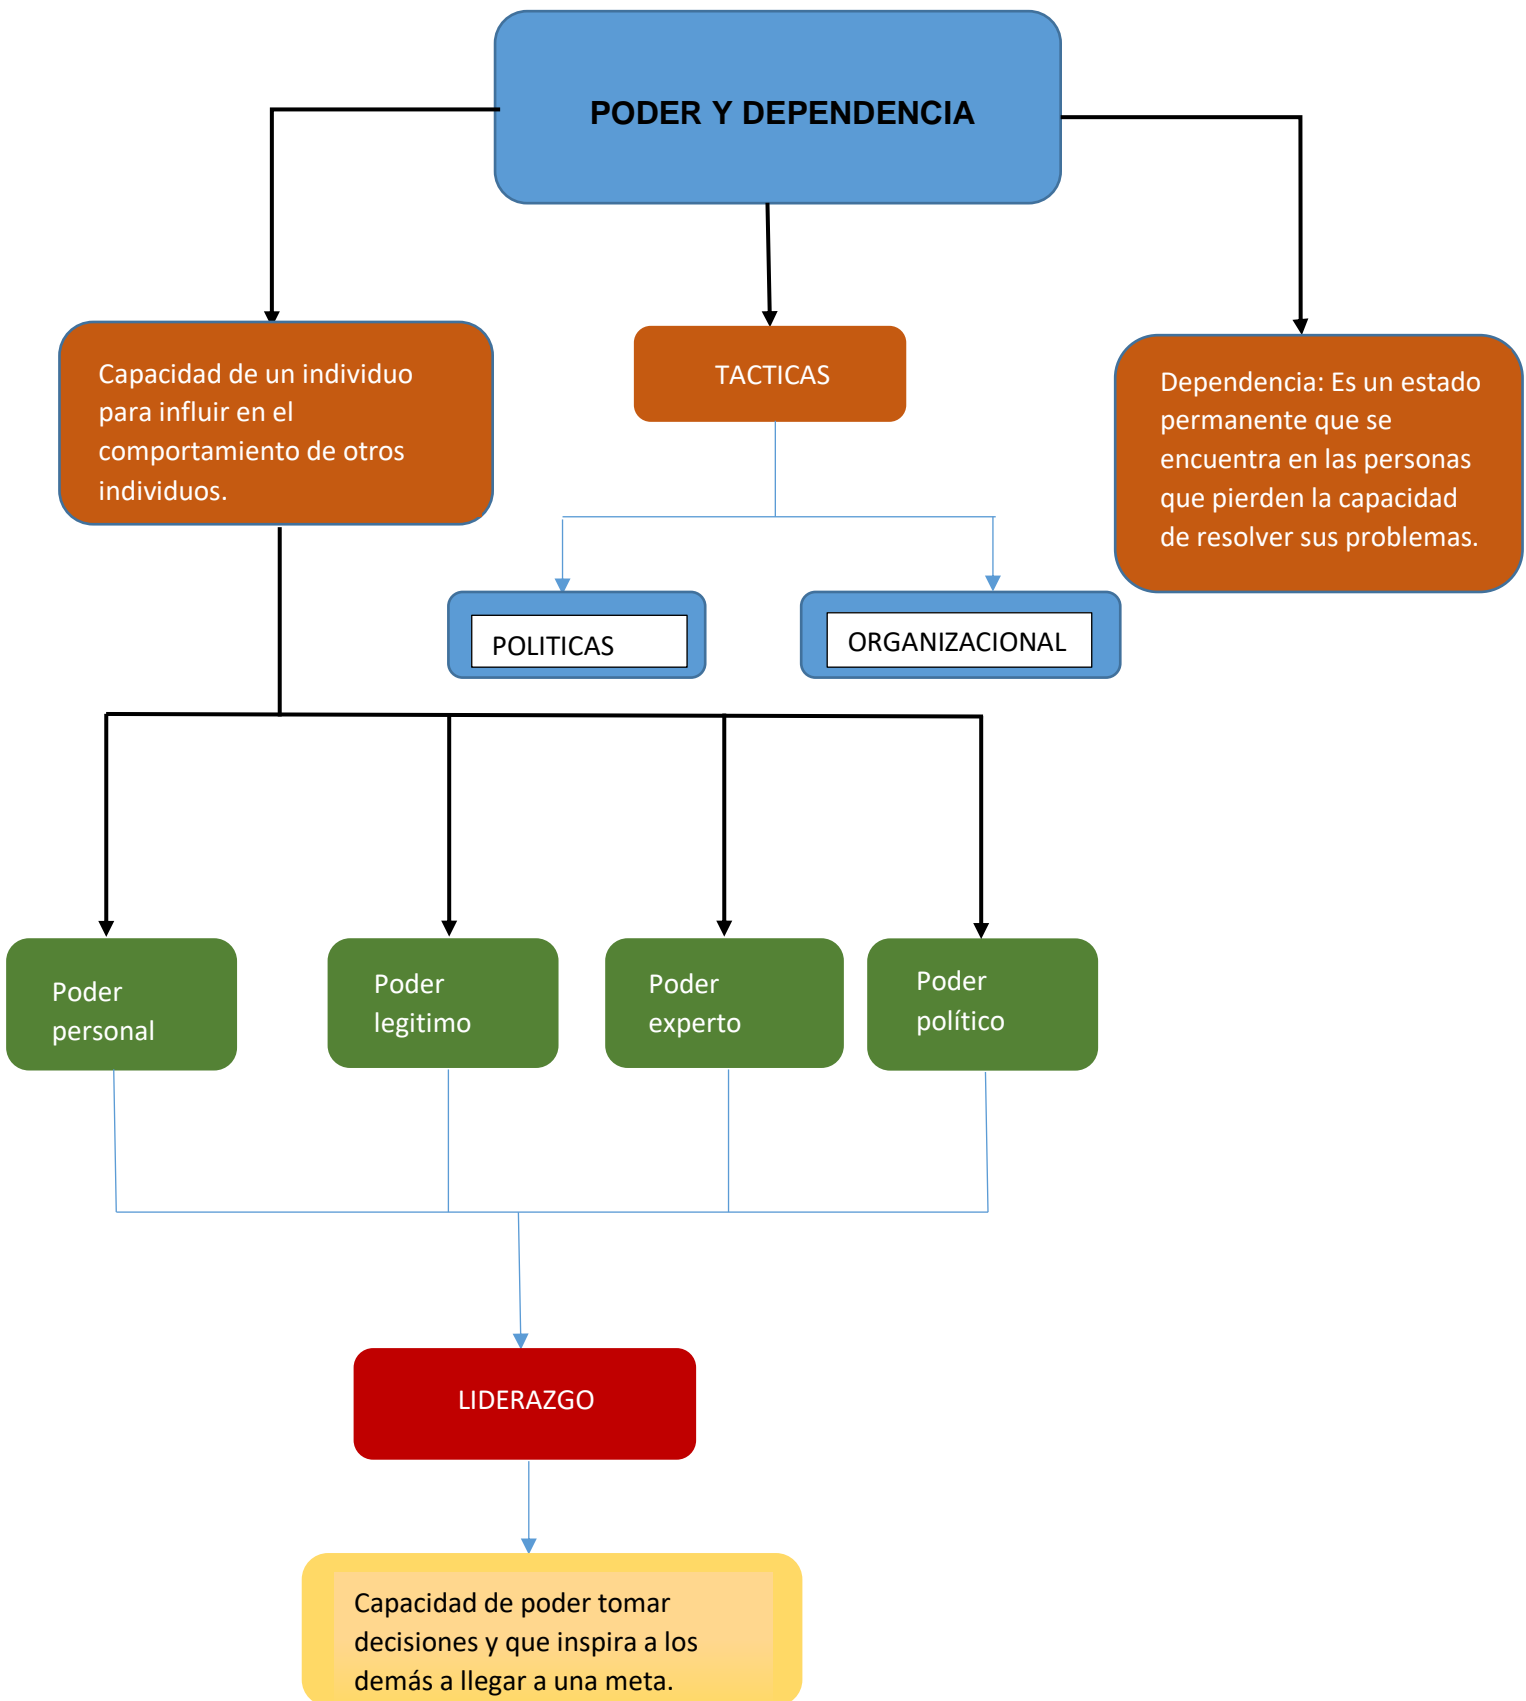 PODER Y DEPENDENCIA
Capacidad de un individuo
para influir en el
comportamiento de otros
individuos.
TACTICAS
Dependencia: Es un estado
permanente que se
encuentra en las personas
que pierden la capacidad
de resolver sus problemas.
POLITICAS
ORGANIZACIONAL
Poder
personal
Poder
legitimo
Poder
experto
Poder
político
LIDERAZGO
Capacidad de poder tomar
decisiones y que inspira a los
demás a llegar a una meta.